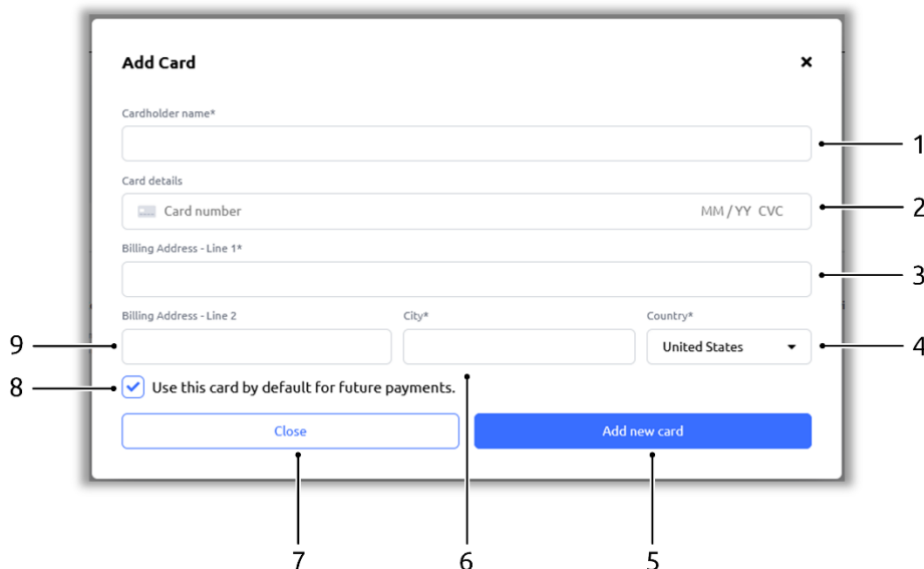 Add Card
Cardholder name*
1
Card details
Card number MM / YY CVC
2
Billing Address - Line 1*
3
Billing Address - Line 2 City* Country*
9 United States 4
8 Use this card by default for future payments.
Close Add new card
7 6 5